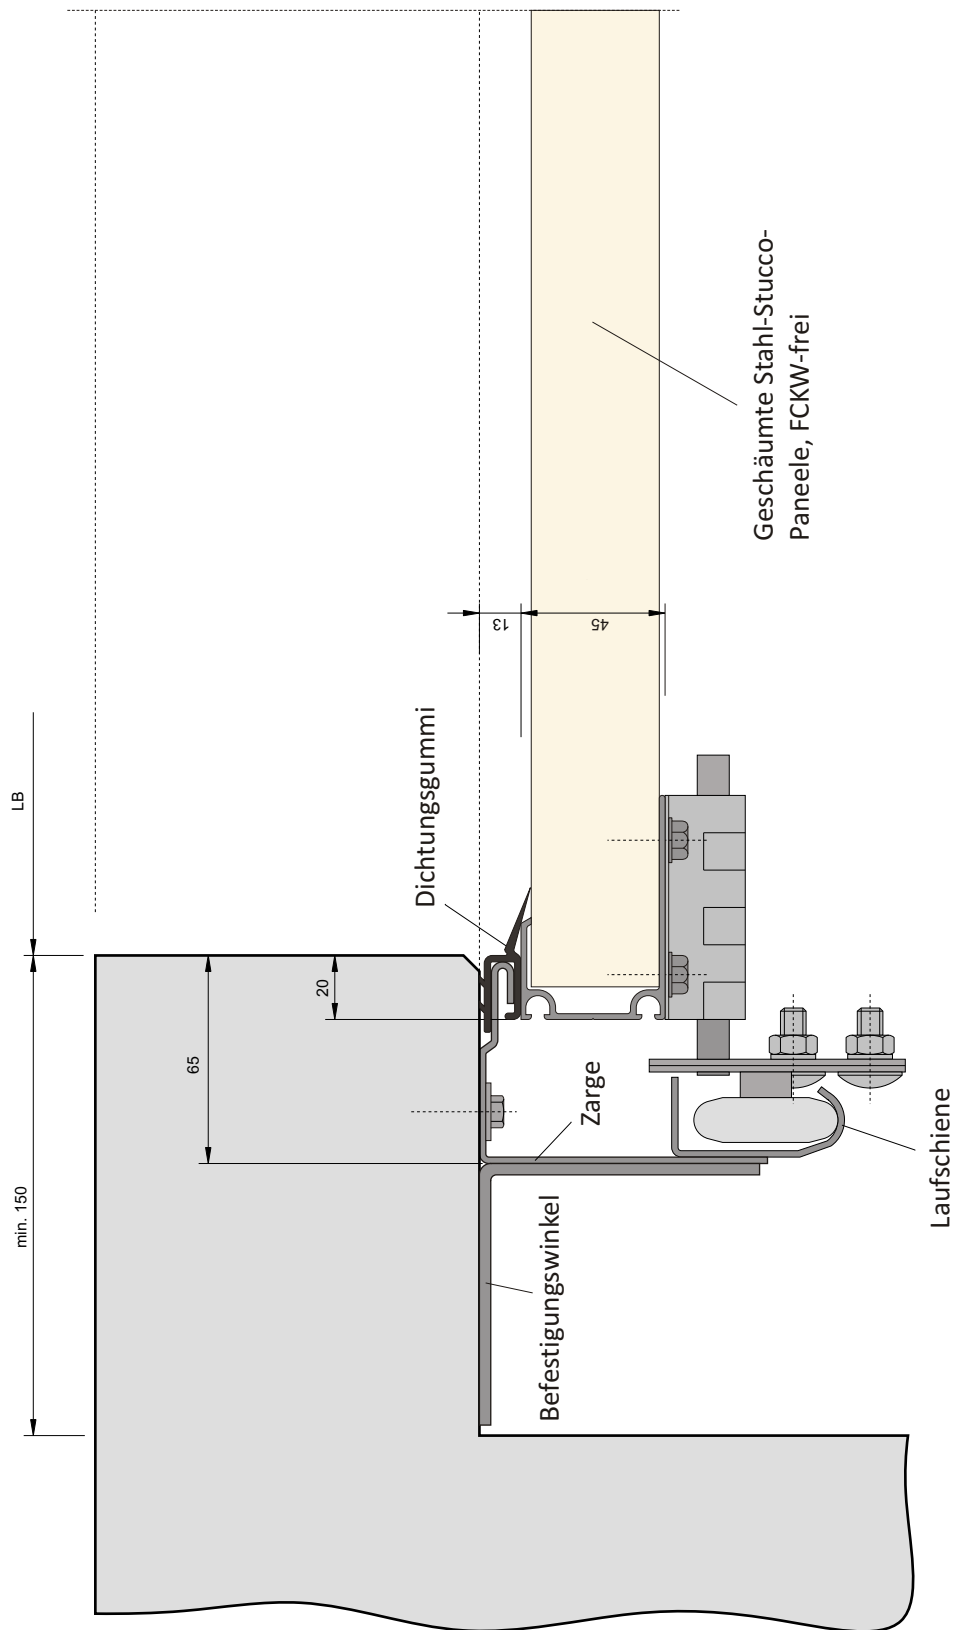 min. 150
LB
65
20
13
45
Dichtungsgummi
Befestigungswinkel
Zarge
Laufschiene
Geschäumte Stahl-Stucco-
Paneele, FCKW-frei